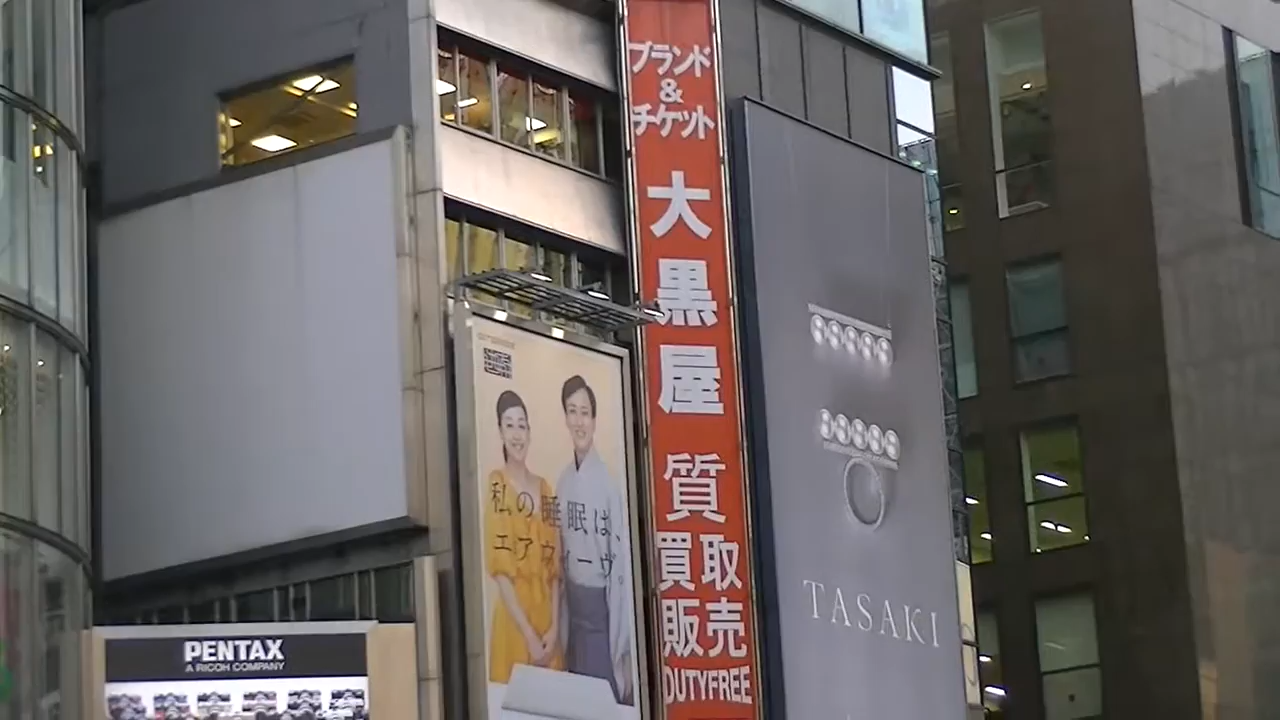 ブランド
&
チケット
大黒屋
質
買取
販売
DUTYFREE
私の睡眠は、
エアウィーヴ。
TASAKI
PENTAX
A RICOH COMPANY